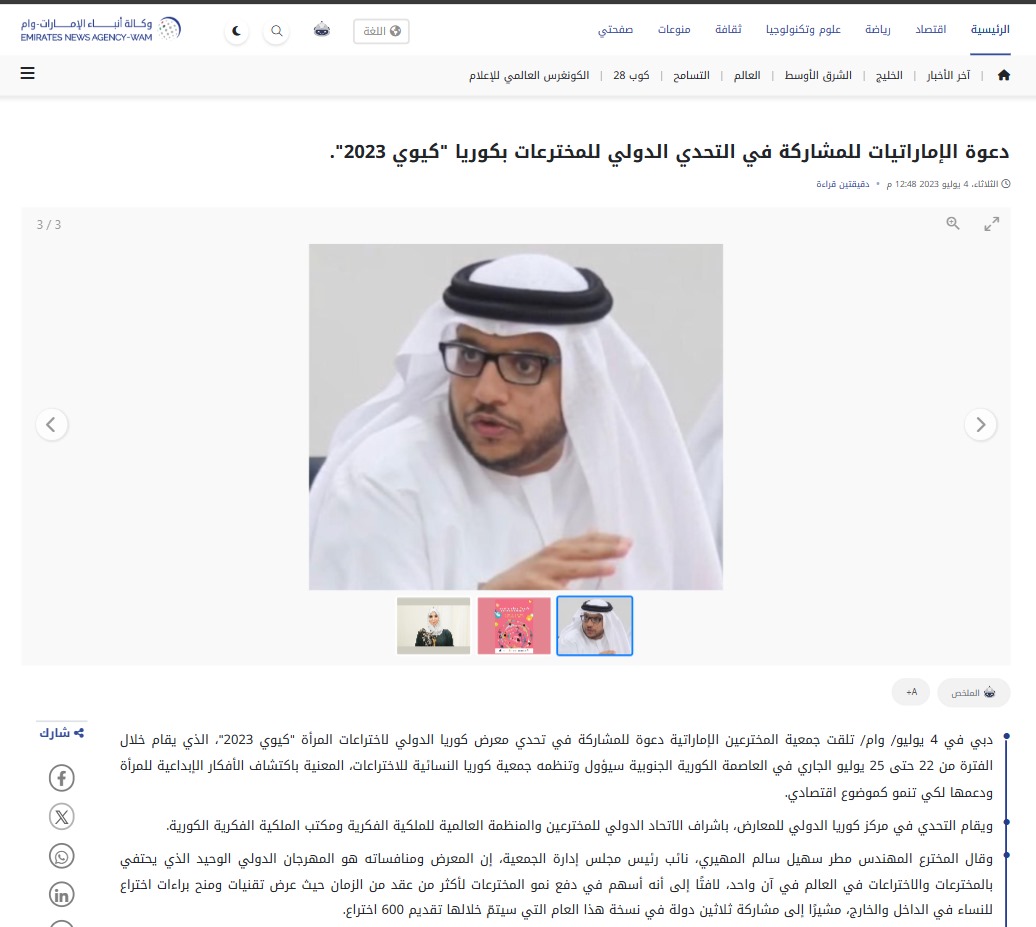 وكالة أنباء الإمارات-وام
EMIRATES NEWS AGENCY-WAM
اللغة
الرئيسية
اقتصاد
رياضة
علوم وتكنولوجيا
ثقافة
منوعات
صفحتي
آخر الأخبار | الخليج | الشرق الأوسط | العالم | التسامح | كوب 28 | الكونغرس العالمي للإعلام
دعوة الإماراتيات للمشاركة في التحدي الدولي للمخترعات بكوريا "كيوي 2023".
الثلاثاء، 4 يوليو 2023 12:48 م • دقيقتين قراءة
3 / 3
الملخص
A+
شارك
دبي في 4 يوليو/ وام/ تلقت جمعية المخترعين الإماراتية دعوة للمشاركة في تحدي معرض كوريا الدولي لاختراعات المرأة "كيوي 2023"، الذي يقام خلال
الفترة من 22 حتى 25 يوليو الجاري في العاصمة الكورية الجنوبية سيؤول وتنظمه جمعية كوريا النسائية للاختراعات، المعنية باكتشاف الأفكار الإبداعية للمرأة
ودعمها لكي تنمو كموضوع اقتصادي.
ويقام التحدي في مركز كوريا الدولي للمعارض، باشراف الاتحاد الدولي للمخترعين والمنظمة العالمية للملكية الفكرية ومكتب الملكية الفكرية الكورية.
وقال المخترع المهندس مطر سهيل سالم المهيري، نائب رئيس مجلس إدارة الجمعية، إن المعرض ومنافساته هو المهرجان الدولي الوحيد الذي يحتفي
بالمخترعات والاختراعات في العالم في آن واحد، لافتًا إلى أنه أسهم في دفع نمو المخترعات لأكثر من عقد من الزمان حيث عرض تقنيات ومنح براءات اختراع
للنساء في الداخل والخارج، مشيرًا إلى مشاركة ثلاثين دولة في نسخة هذا العام التي سيتمّ خلالها تقديم 600 اختراع.